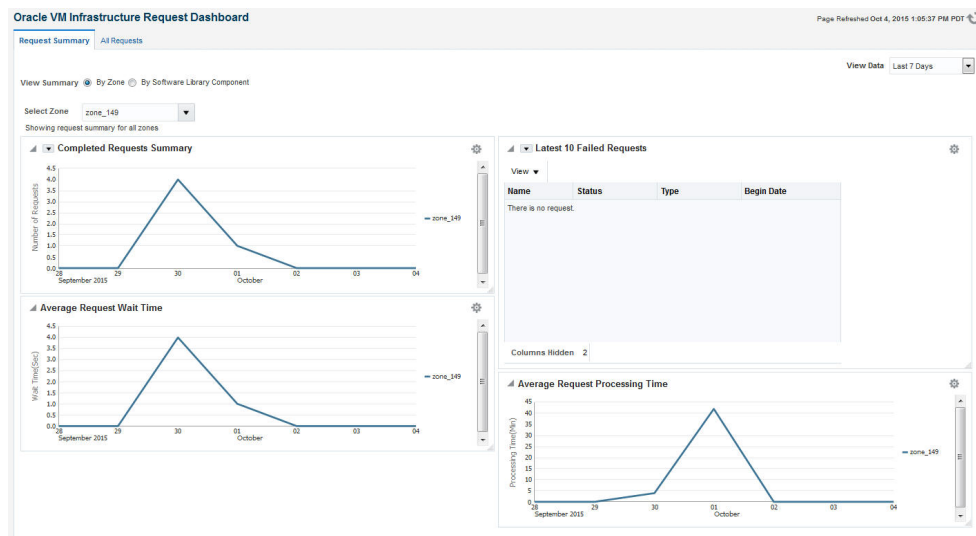 Oracle VM Infrastructure Request Dashboard
Page Refreshed Oct 4, 2015 1:05:37 PM PDT
Request Summary All Requests
View Data Last 7 Days
View Summary By Zone By Software Library Component
Select Zone zone_149
Showing request summary for all zones
Completed Requests Summary
Number of Requests
4.5
4.0
3.5
3.0
2.5
2.0
1.5
1.0
0.5
0.0
28 29 30 01 02 03 04
September 2015 October
zone_149
Latest 10 Failed Requests
View
Name Status Type Begin Date
There is no request.
Columns Hidden 2
Average Request Wait Time
Wait Time(Sec)
4.5
4.0
3.5
3.0
2.5
2.0
1.5
1.0
0.5
0.0
28 29 30 01 02 03 04
September 2015 October
zone_149
Average Request Processing Time
Processing Time(Min)
45
40
35
30
25
20
15
10
5
0
28 29 30 01 02 03 04
September 2015 October
zone_149